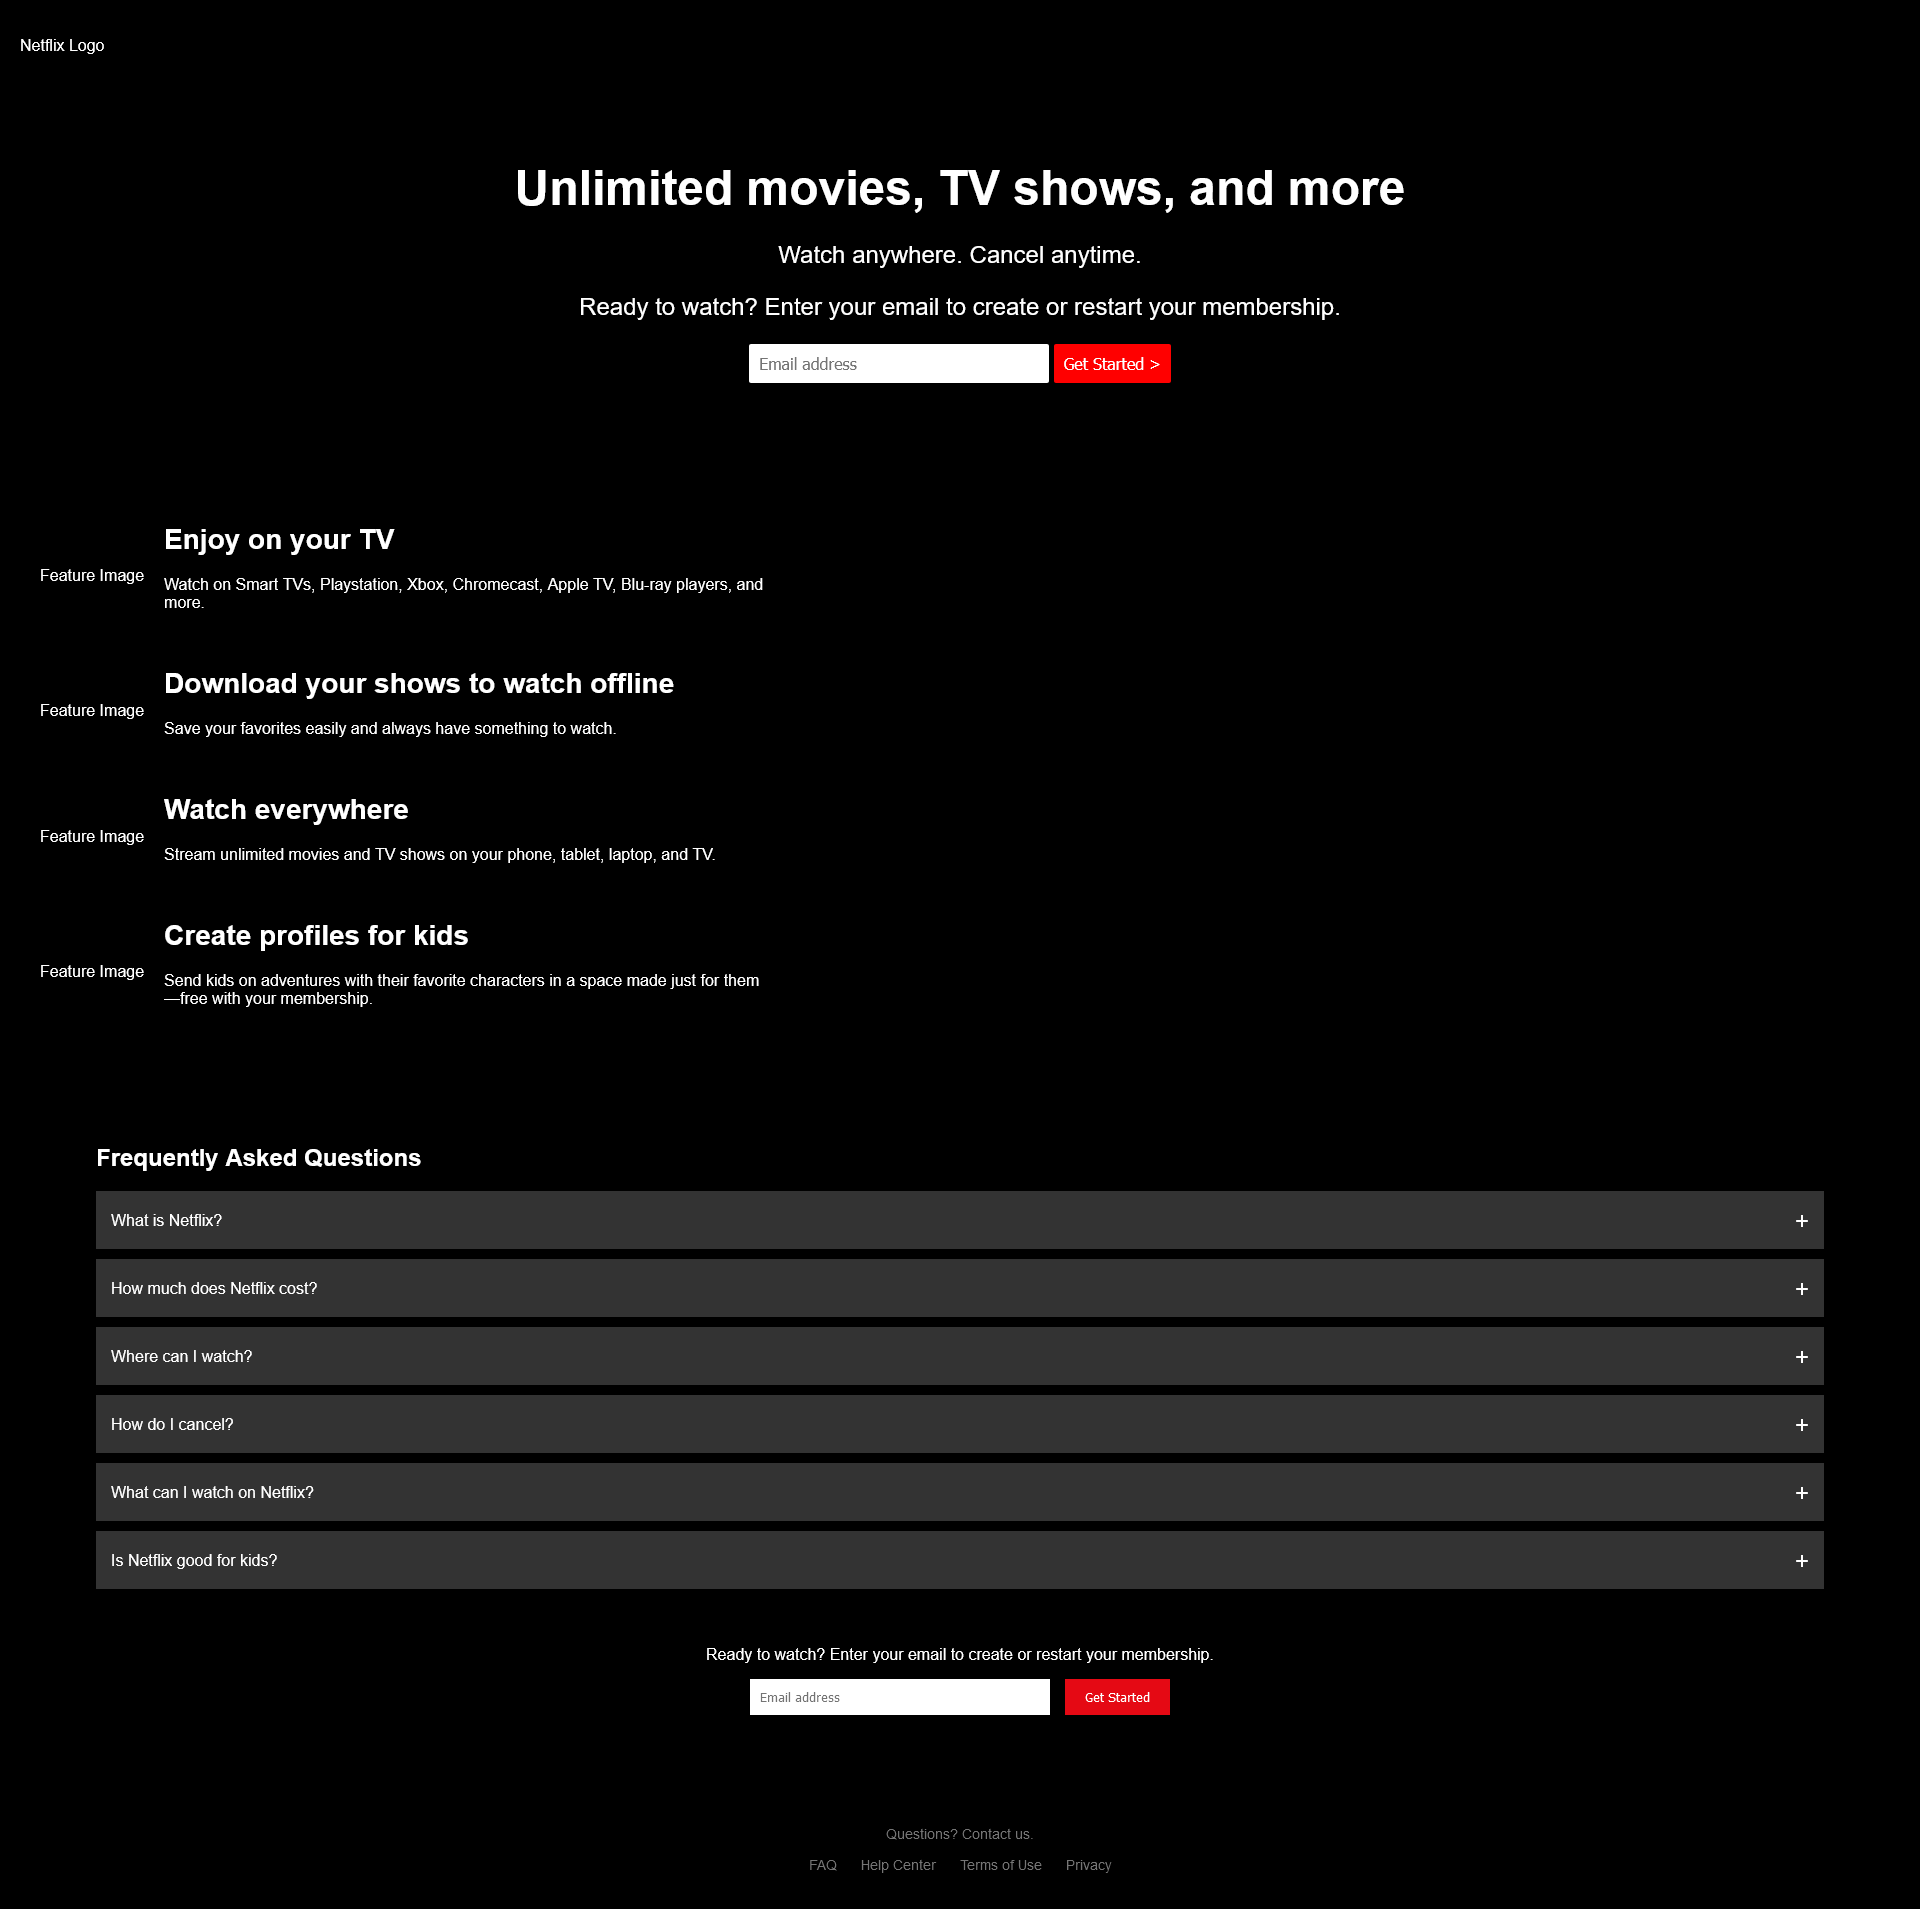 Netflix Logo
Unlimited movies, TV shows, and more
Watch anywhere. Cancel anytime.
Ready to watch? Enter your email to create or restart your membership.
Email address
Get Started >
Enjoy on your TV
Feature Image
Watch on Smart TVs, Playstation, Xbox, Chromecast, Apple TV, Blu-ray players, and
more.
Download your shows to watch offline
Feature Image
Save your favorites easily and always have something to watch.
Watch everywhere
Feature Image
Stream unlimited movies and TV shows on your phone, tablet, laptop, and TV.
Create profiles for kids
Feature Image
Send kids on adventures with their favorite characters in a space made just for them
—free with your membership.
Frequently Asked Questions
What is Netflix? +
How much does Netflix cost? +
Where can I watch? +
How do I cancel? +
What can I watch on Netflix? +
Is Netflix good for kids? +
Ready to watch? Enter your email to create or restart your membership.
Email address
Get Started
Questions? Contact us.
FAQ Help Center Terms of Use Privacy